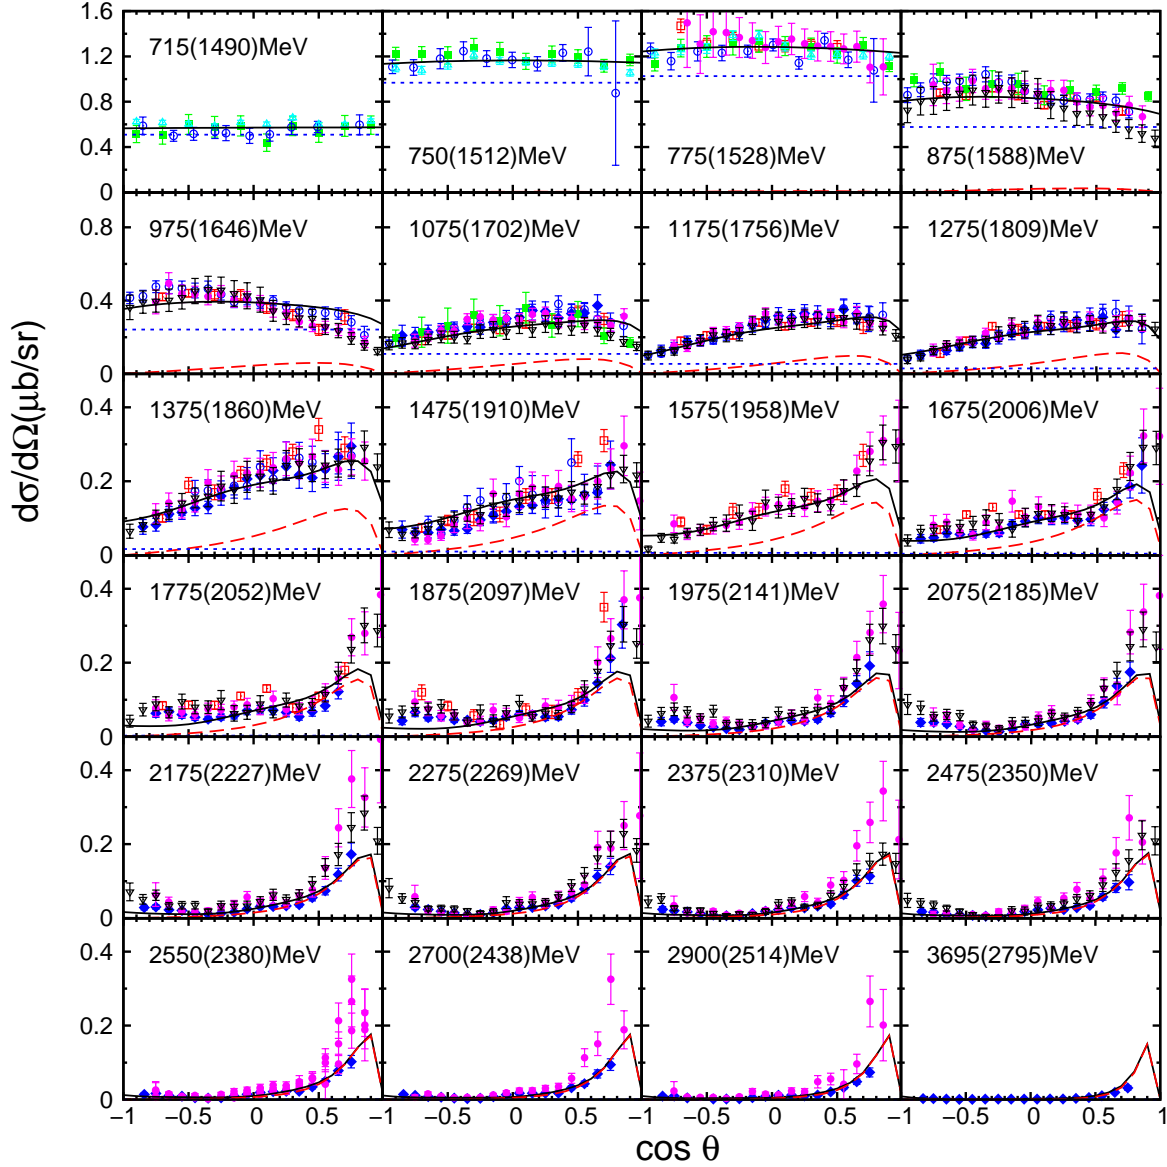 1.6
1.2
0.8
0.4
0
715(1490)MeV
750(1512)MeV
775(1528)MeV
875(1588)MeV
0.8
0.4
0
975(1646)MeV
1075(1702)MeV
1175(1756)MeV
1275(1809)MeV
0.4
0.2
0
1375(1860)MeV
1475(1910)MeV
1575(1958)MeV
1675(2006)MeV
0.4
0.2
0
1775(2052)MeV
1875(2097)MeV
1975(2141)MeV
2075(2185)MeV
0.4
0.2
0
2175(2227)MeV
2275(2269)MeV
2375(2310)MeV
2475(2350)MeV
0.4
0.2
0
2550(2380)MeV
2700(2438)MeV
2900(2514)MeV
3695(2795)MeV
−1 −0.5 0 0.5 −1 −0.5 0 0.5 −1 −0.5 0 0.5 −1 −0.5 0 0.5 1
cos θ
dσ/dΩ(μb/sr)